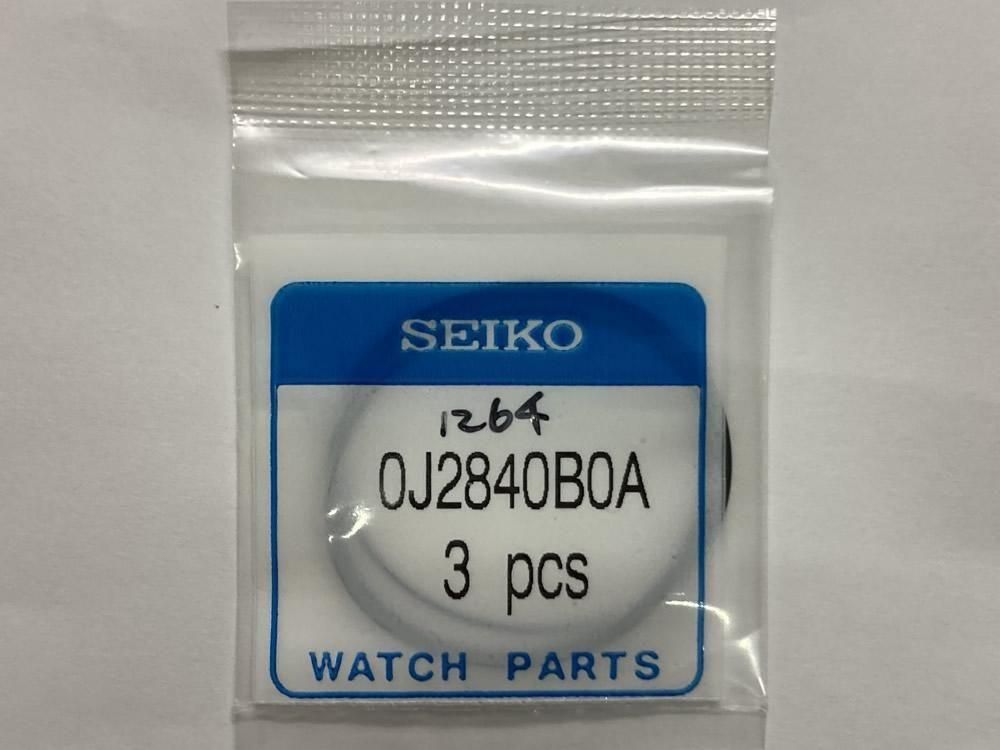 SEIKO
1264
0J2840B0A
3 pcs
WATCH PARTS